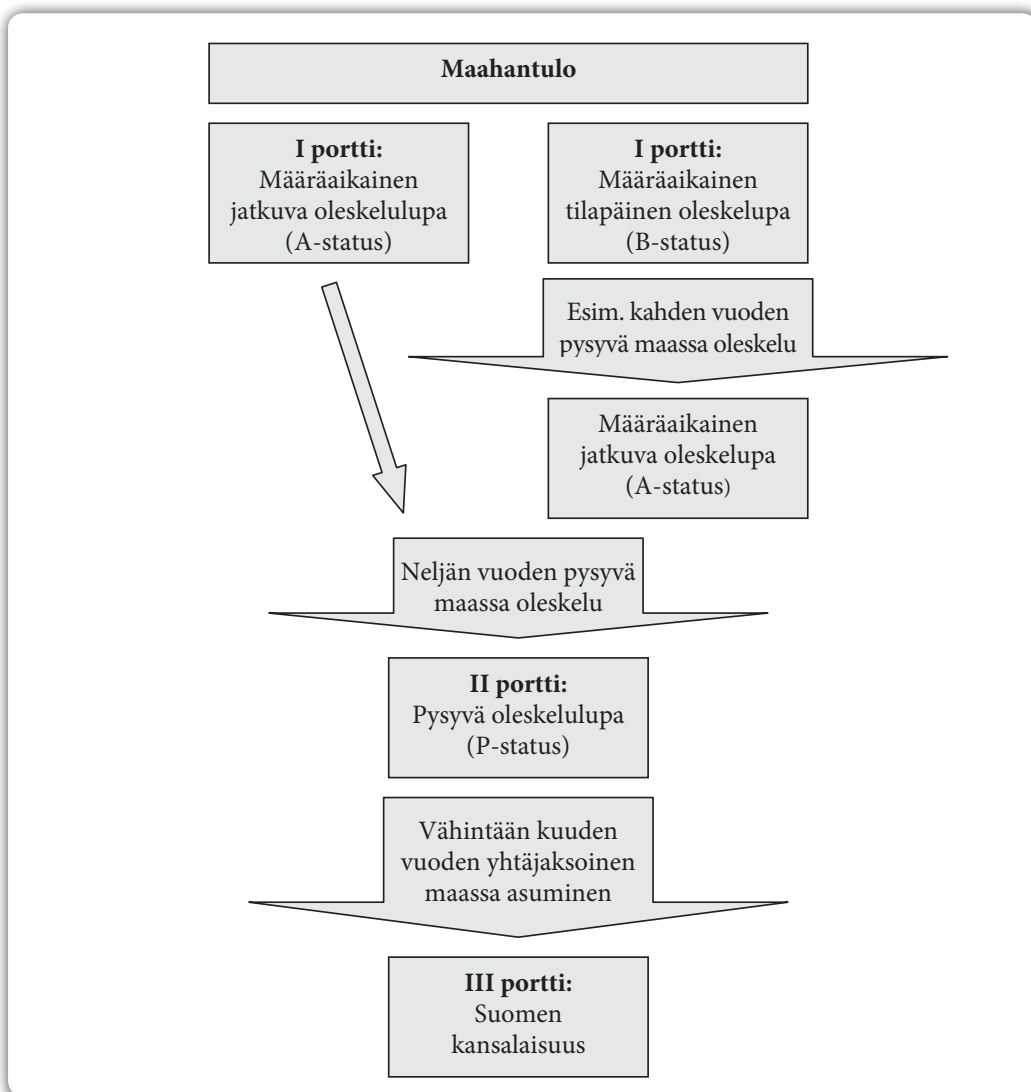 Maahantulo
I portti:
Määräaikainen
jatkuva oleskelulupa
(A-status)
I portti:
Määräaikainen
tilapäinen oleskelupa
(B-status)
Esim. kahden vuoden
pysyvä maassa oleskelu
Määräaikainen
jatkuva oleskelupa
(A-status)
Neljän vuoden pysyvä
maassa oleskelu
II portti:
Pysyvä oleskelulupa
(P-status)
Vähintään kuuden
vuoden yhtäjaksoinen
maassa asuminen
III portti:
Suomen
kansalaisuus